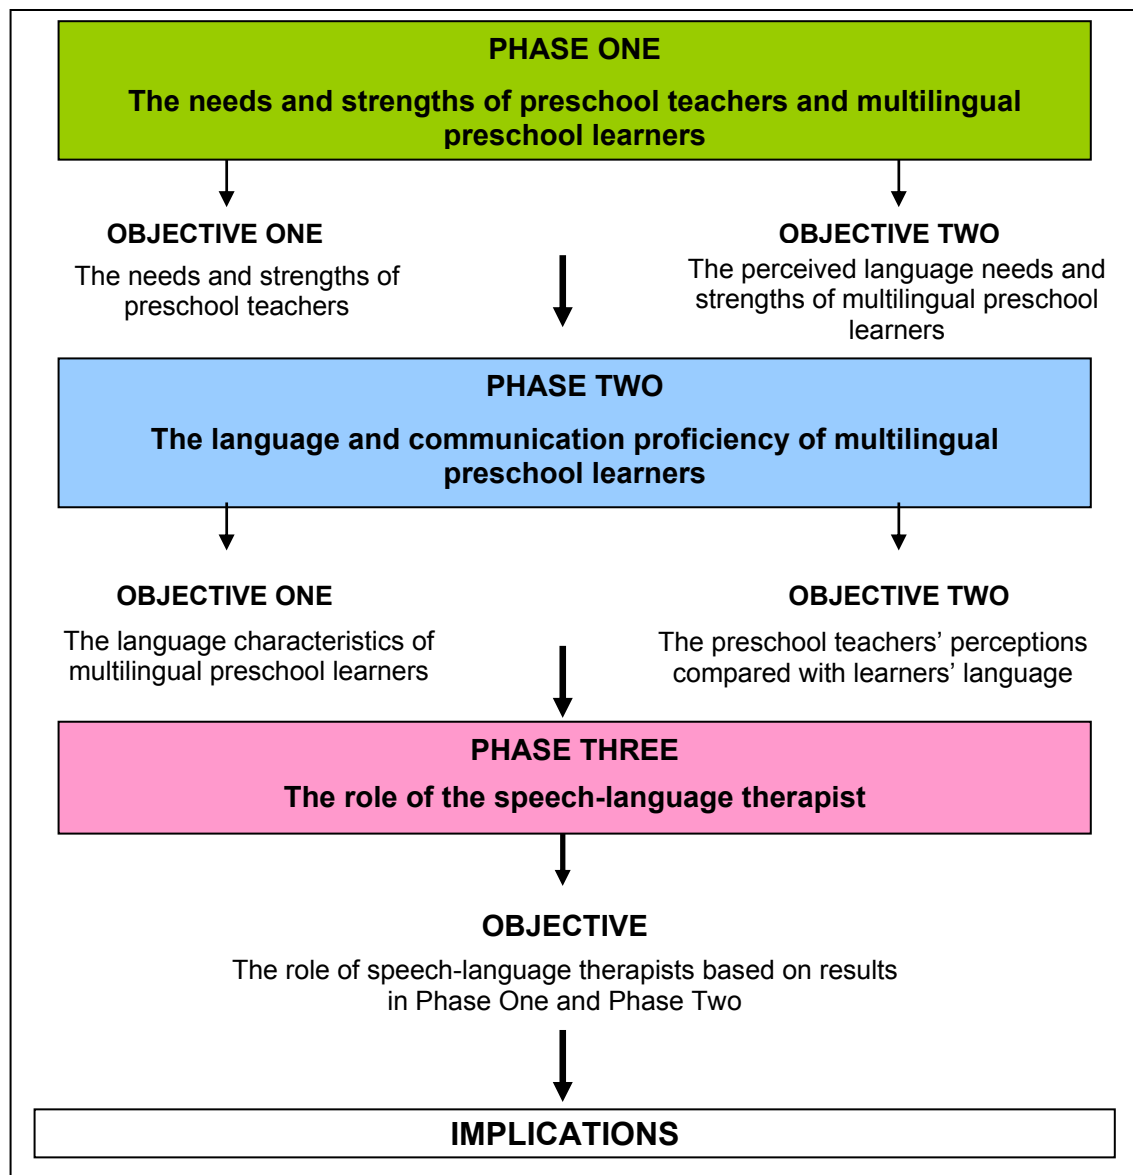 PHASE ONE
The needs and strengths of preschool teachers and multilingual
preschool learners
OBJECTIVE ONE
The needs and strengths of
preschool teachers
OBJECTIVE TWO
The perceived language needs and
strengths of multilingual preschool
learners
PHASE TWO
The language and communication proficiency of multilingual
preschool learners
OBJECTIVE ONE
The language characteristics of
multilingual preschool learners
OBJECTIVE TWO
The preschool teachers’ perceptions
compared with learners’ language
PHASE THREE
The role of the speech-language therapist
OBJECTIVE
The role of speech-language therapists based on results
in Phase One and Phase Two
IMPLICATIONS